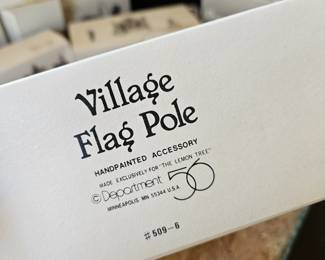 Village
Flag Pole
HANDPAINTED ACCESSORY
MADE EXCLUSIVELY FOR "THE LEMON TREE"
© Department 56
MINNEAPOLIS, MN 55344 U.S.A.
#509-6